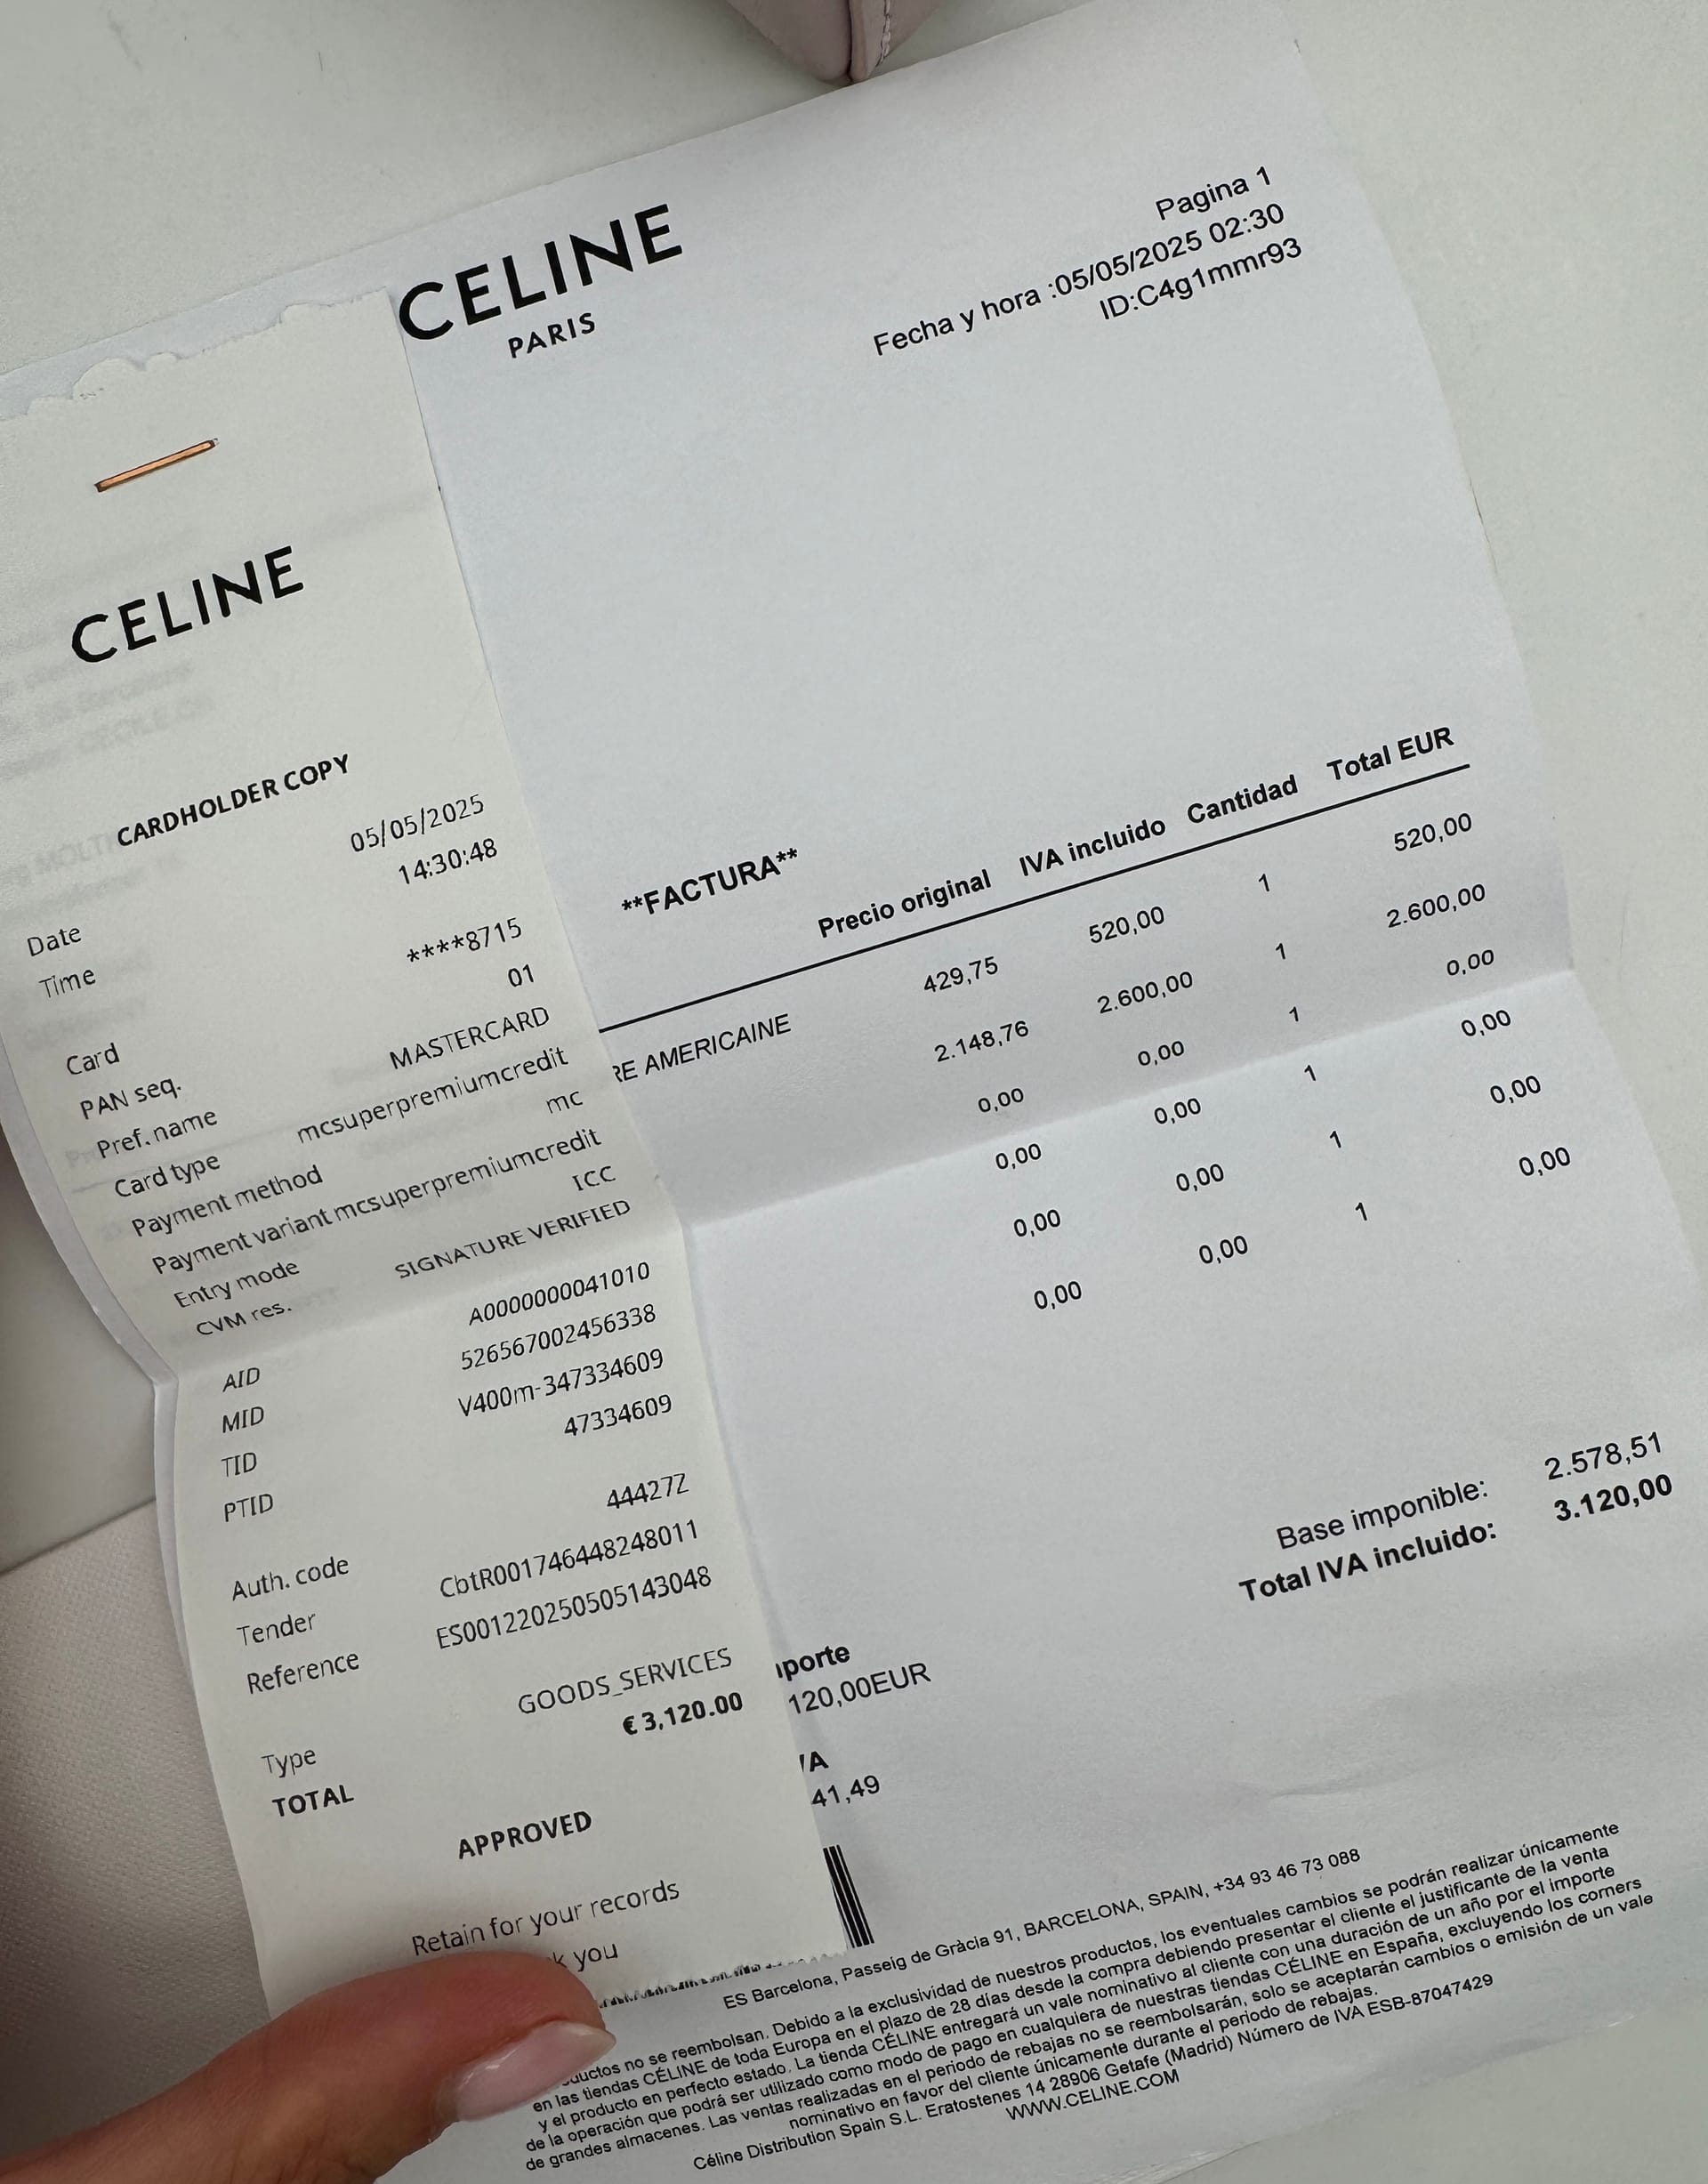 CELINE
PARIS
Pagina 1
Fecha y hora :05/05/2025 02:30
ID:C4g1mmr93
**FACTURA**
Precio original IVA incluido Cantidad Total EUR
429,75 520,00 1 520,00
RE AMERICAINE 2.148,76 2.600,00 1 2.600,00
0,00 0,00 1 0,00
0,00 0,00 1 0,00
0,00 0,00 1 0,00
0,00 0,00 1 0,00
Base imponible: 2.578,51
Total IVA incluido: 3.120,00
porte
120,00EUR
VA
41,49
ES Barcelona, Passeig de Gràcia 91, BARCELONA, SPAIN, +34 93 46 73 088
ductos no se reembolsan. Debido a la exclusividad de nuestros productos, los eventuales cambios se podrán realizar únicamente
en las tiendas CÉLINE de toda Europa en el plazo de 28 días desde la compra debiendo presentar el cliente el justificante de la venta
y el producto en perfecto estado. La tienda CÉLINE entregará un vale nominativo al cliente con una duración de un año por el importe
de la operación que podrá ser utilizado como modo de pago en cualquiera de nuestras tiendas CÉLINE en España, excluyendo los corners
de grandes almacenes. Las ventas realizadas en el periodo de rebajas no se reembolsarán, solo se aceptarán cambios o emisión de un vale
nominativo en favor del cliente únicamente durante el periodo de rebajas.
Céline Distribution Spain S.L. Eratostenes 14 28906 Getafe (Madrid) Número de IVA ESB-87047429
WWW.CELINE.COM
CELINE
CARDHOLDER COPY
Date 05/05/2025
Time 14:30:48
Card ****8715
PAN seq. 01
Pref. name MASTERCARD
Card type mcsuperpremiumcredit
Payment method mc
Payment variant mcsuperpremiumcredit
Entry mode ICC
CVM res. SIGNATURE VERIFIED
AID A0000000041010
MID 526567002456338
TID V400m-347334609
PTID 47334609
Auth. code 44427Z
Tender CbtR001746448248011
Reference ES001220250505143048
Type GOODS_SERVICES
TOTAL € 3,120.00
APPROVED
Retain for your records
k you